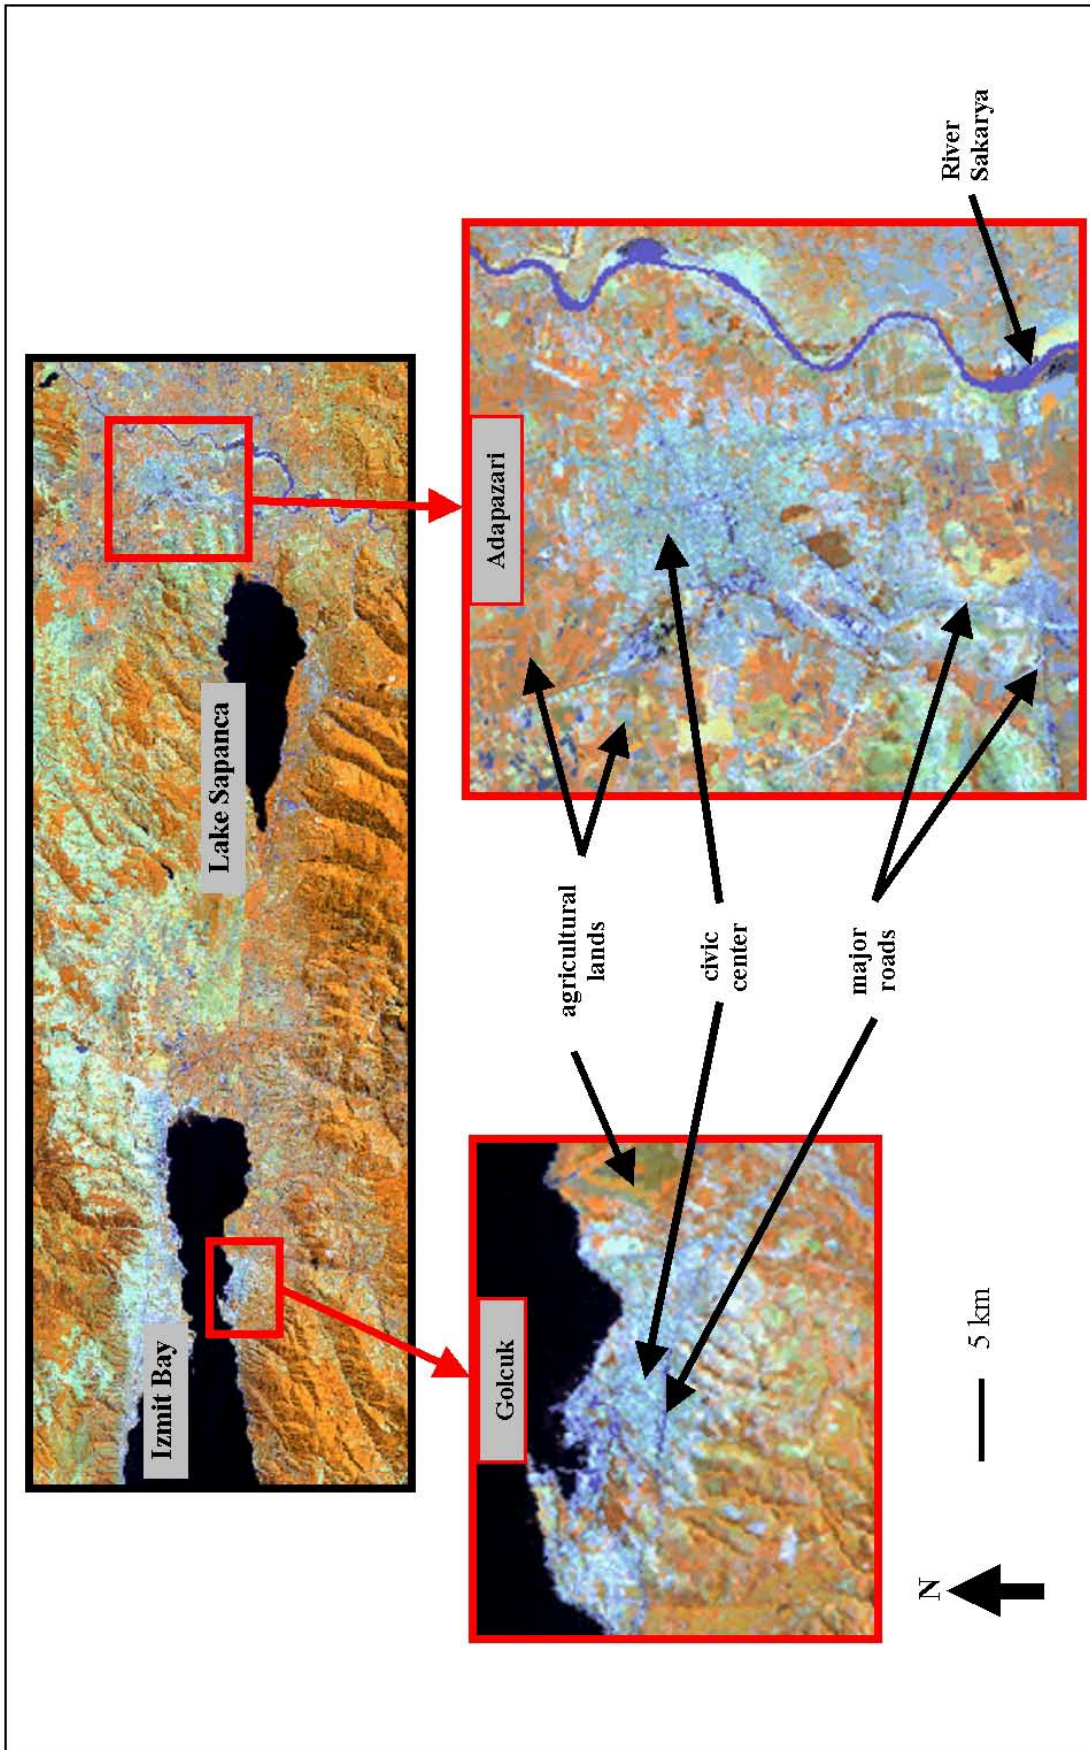 Izmit Bay
Lake Sapanca
Golcuk
Adapazari
agricultural
lands
civic
center
major
roads
River
Sakarya
N
5 km